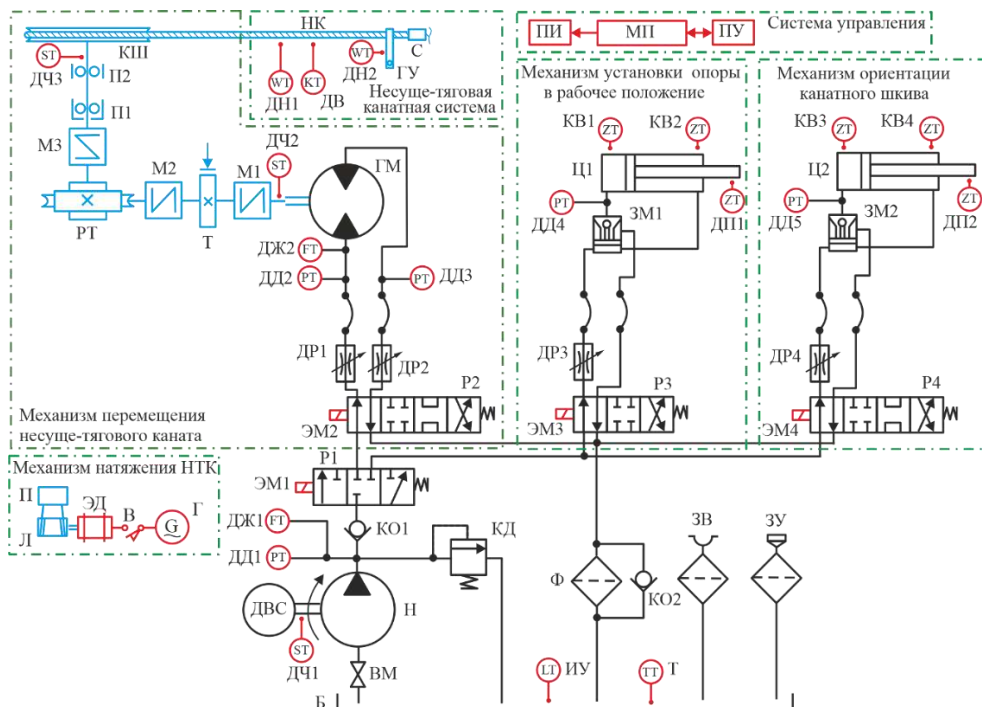 НК
Система управления
КШ
С
ПИ
МП
ПУ
ST
ДЧ3
П2
WT
ДН2
ГУ
WT
KT
ДН1
ДВ
Несуще-тяговая
канатная система
Механизм установки опоры
в рабочее положение
Механизм ориентации
канатного шкива
П1
М3
КВ1
ZT
КВ2
ZT
КВ3
ZT
КВ4
ZT
ДЧ2
ST
М2
М1
ГМ
Ц1
Ц2
РТ
Т
PT
ДД4
ЗМ1
ZT
ДП1
PT
ДД5
ЗМ2
ZT
ДП2
ДЖ2
FT
ДД2
PT
PT
ДД3
ДР1
ДР2
ДР3
ДР4
Р2
Р3
Р4
Механизм перемещения
несуще-тягового каната
ЭМ2
ЭМ3
ЭМ4
Механизм натяжения НТК
Р1
П
ЭД
В
Г
G
Л
ЭМ1
ДЖ1
FT
КО1
КД
ЗВ
ЗУ
ДД1
PT
Ф
КО2
ДВС
Н
ST
ДЧ1
ВМ
LT
ИУ
TT
Т
Б